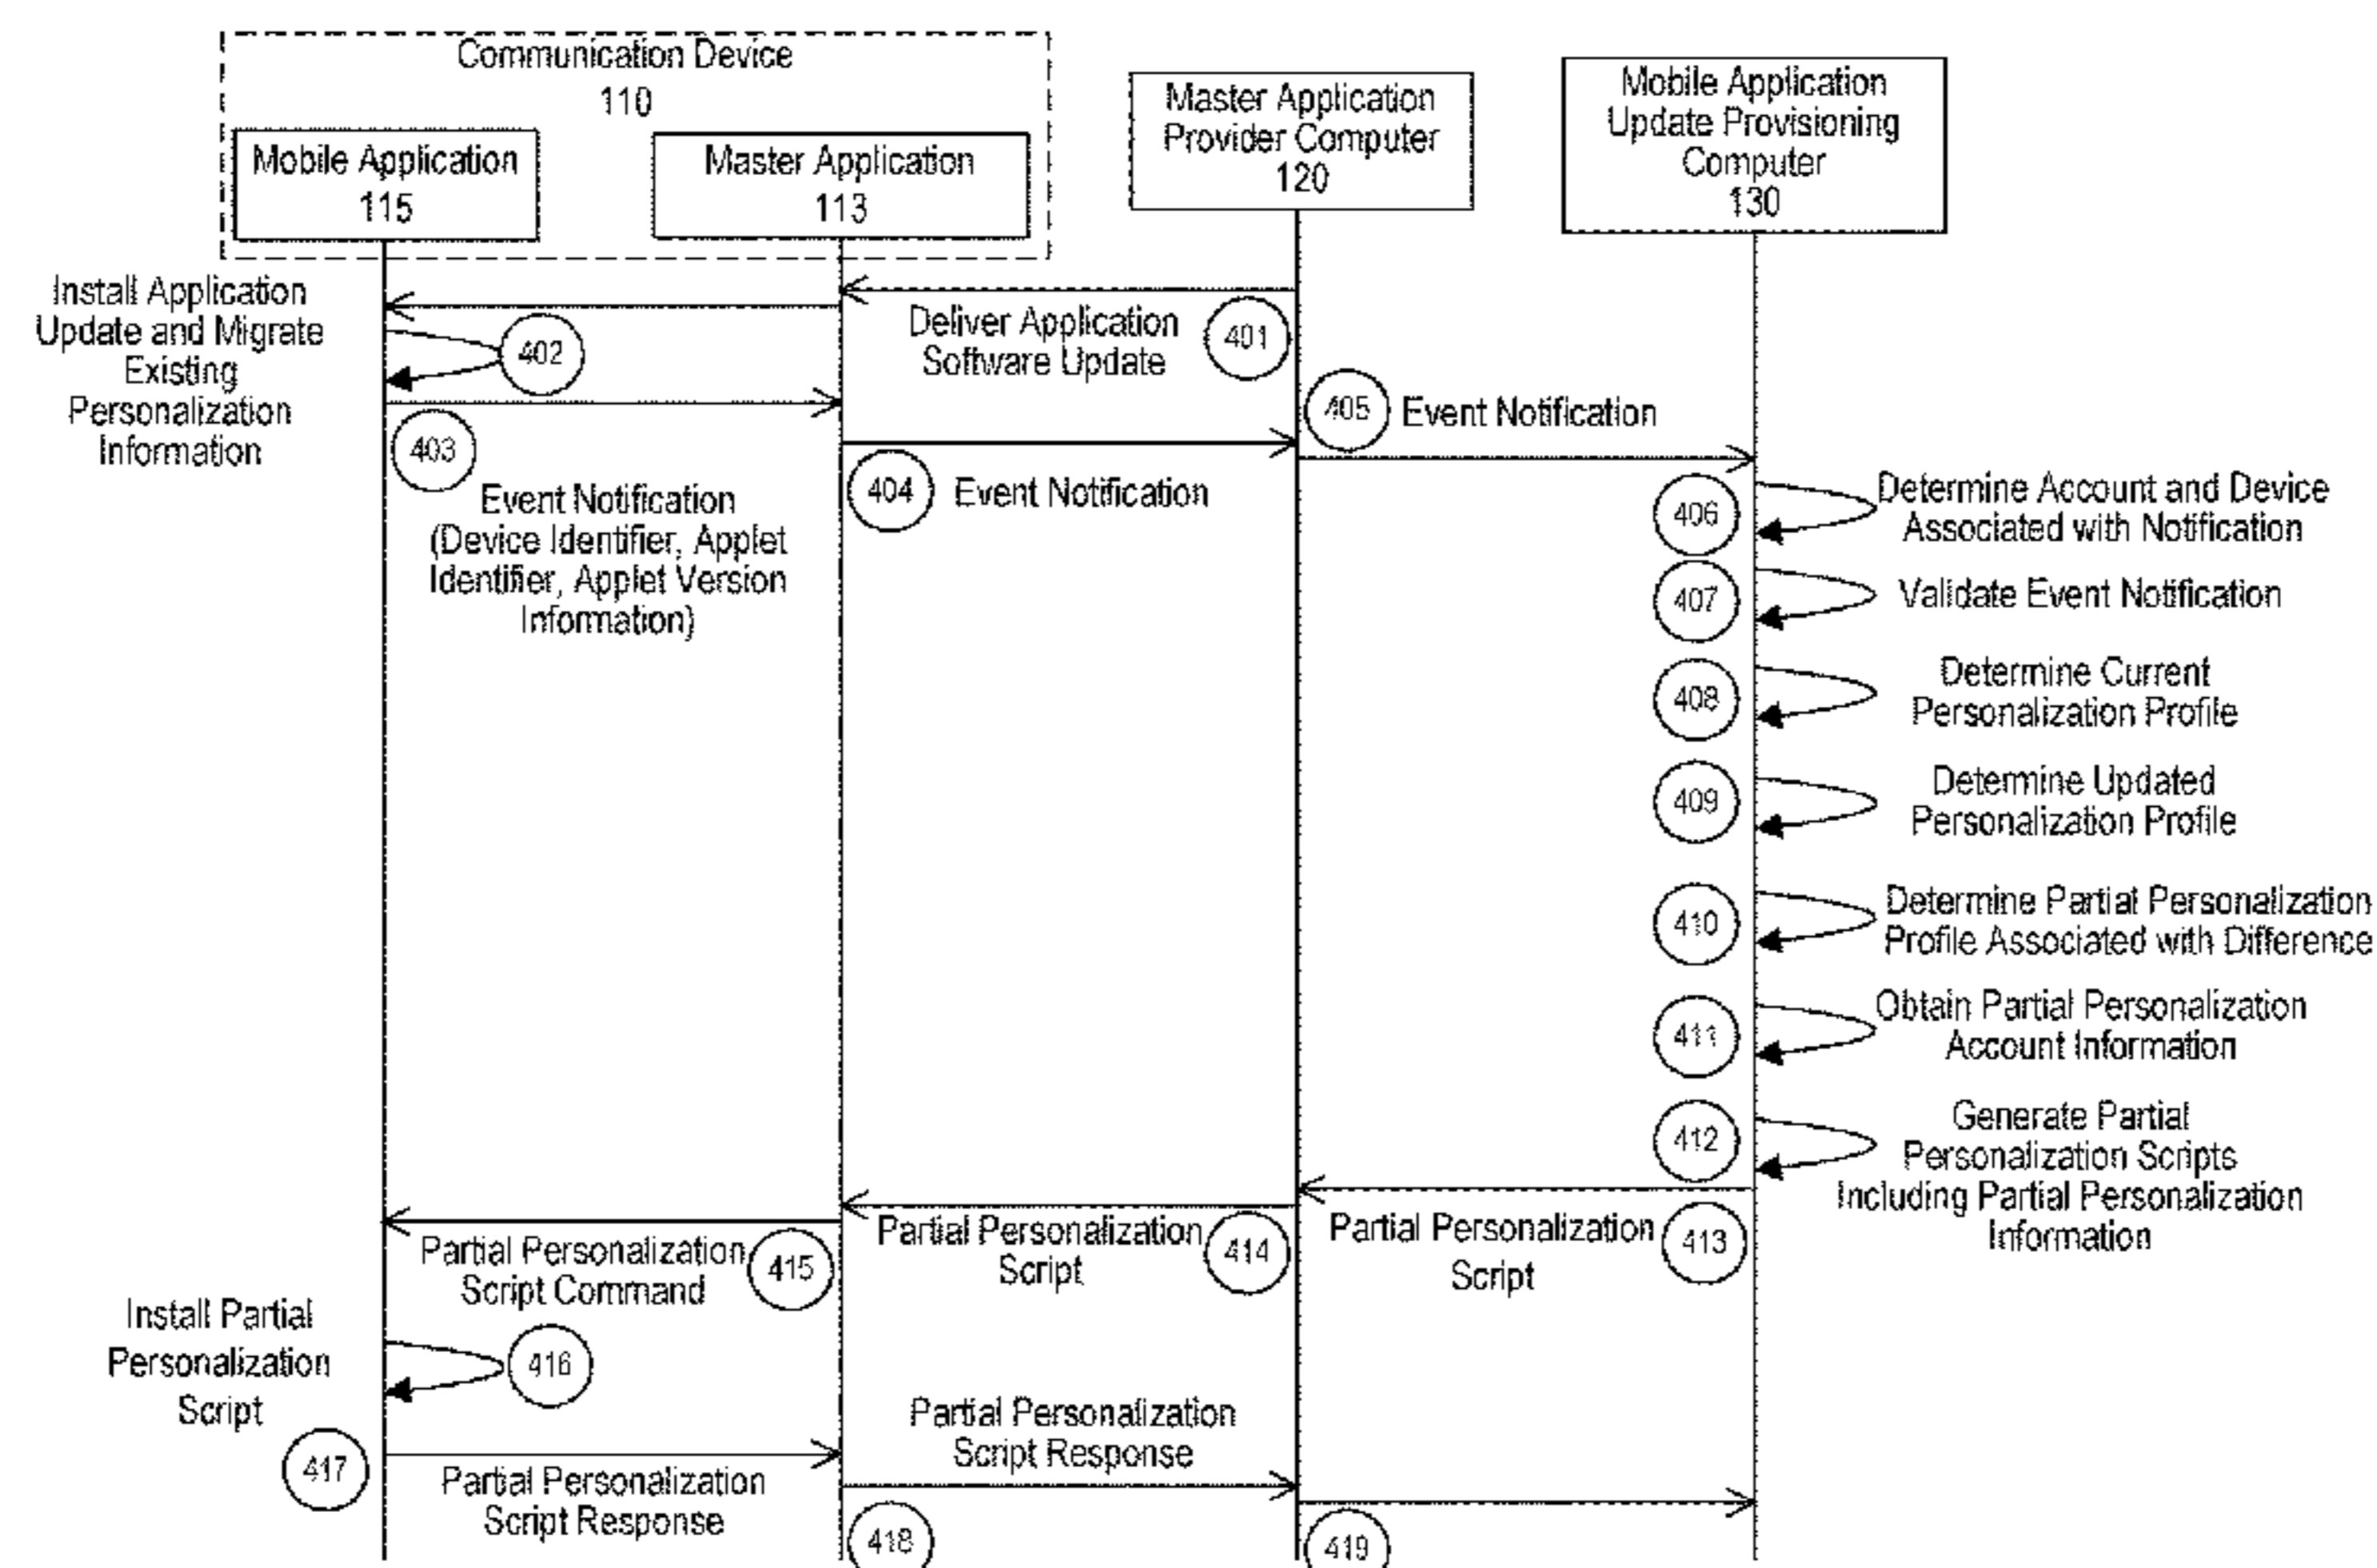 Communication Device
110
Mobile Application
115
Master Application
113
Master Application
Provider Computer
120
Mobile Application
Update Provisioning
Computer
130
Install Application
Update and Migrate
Existing
Personalization
Information
402
Deliver Application
Software Update
401
403
Event Notification
(Device Identifier, Applet
Identifier, Applet Version
Information)
404
Event Notification
405
Event Notification
406
Determine Account and Device
Associated with Notification
407
Validate Event Notification
408
Determine Current
Personalization Profile
409
Determine Updated
Personalization Profile
410
Determine Partial Personalization
Profile Associated with Difference
411
Obtain Partial Personalization
Account Information
412
Generate Partial
Personalization Scripts
Including Partial Personalization
Information
Partial Personalization
Script
413
Partial Personalization
Script
414
Partial Personalization
Script Command
415
Install Partial
Personalization
Script
416
417
Partial Personalization
Script Response
Partial Personalization
Script Response
418
419